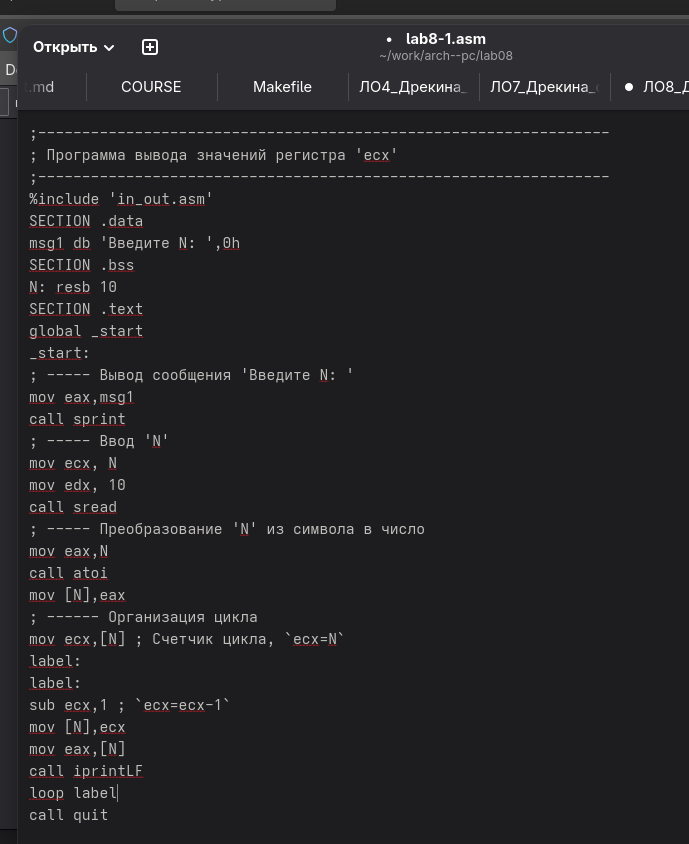 Открыть
• lab8-1.asm
~/work/arch--pc/lab08
.md
COURSE
Makefile
ЛО4_Дрекина_
ЛО7_Дрекина_
• ЛО8_Д
;-----------------------------------------------------------------
; Программа вывода значений регистра 'ecx'
;-----------------------------------------------------------------
%include 'in_out.asm'
SECTION .data
msg1 db 'Введите N: ',0h
SECTION .bss
N: resb 10
SECTION .text
global _start
_start:
; ----- Вывод сообщения 'Введите N: '
mov eax,msg1
call sprint
; ----- Ввод 'N'
mov ecx, N
mov edx, 10
call sread
; ----- Преобразование 'N' из символа в число
mov eax,N
call atoi
mov [N],eax
; ------ Организация цикла
mov ecx,[N] ; Счетчик цикла, `ecx=N`
label:
label:
sub ecx,1 ; `ecx=ecx-1`
mov [N],ecx
mov eax,[N]
call iprintLF
loop label
call quit